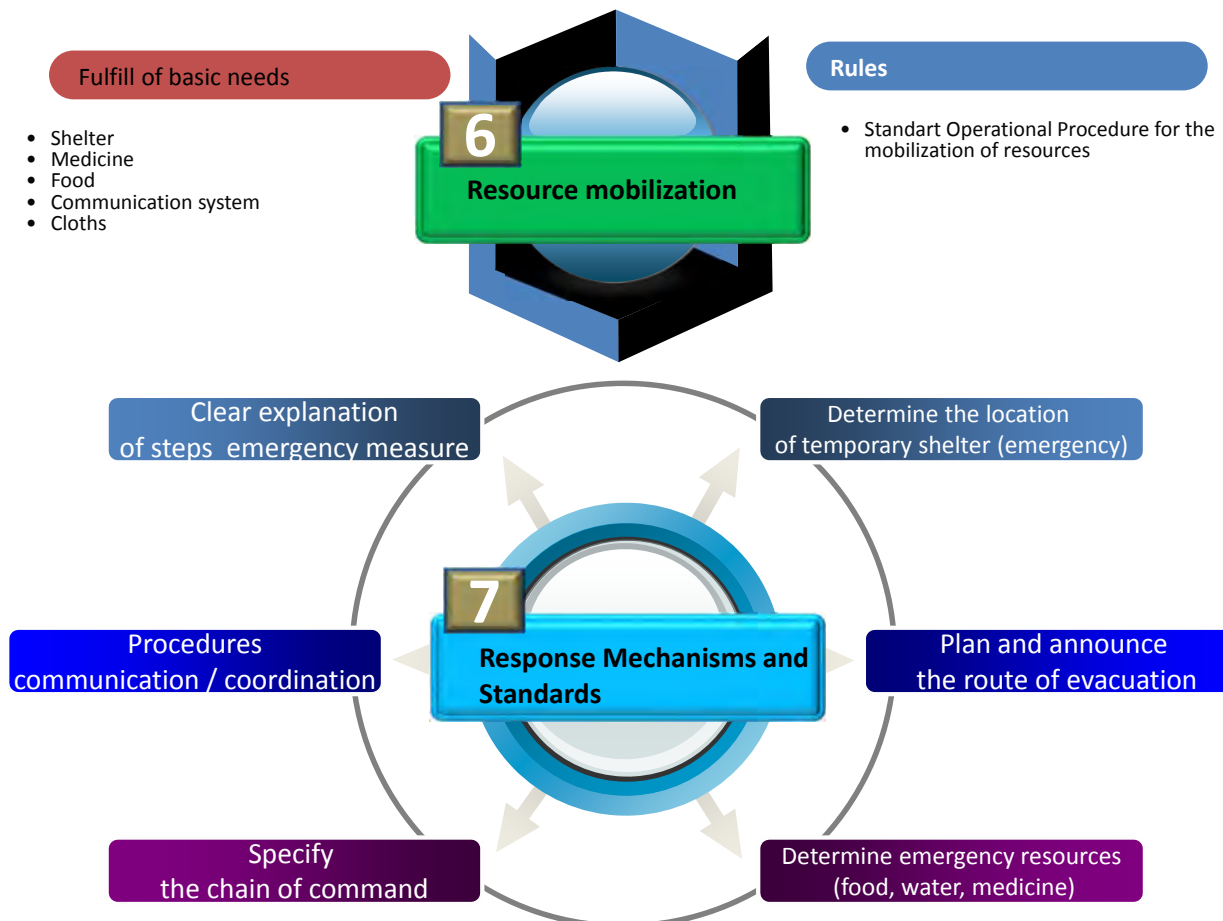 Fulfill of basic needs
• Shelter
• Medicine
• Food
• Communication system
• Cloths
6
Resource mobilization
Rules
• Standart Operational Procedure for the
mobilization of resources
Clear explanation
of steps  emergency measure
Determine the location
of temporary shelter (emergency)
Procedures
communication / coordination
7
Response Mechanisms and
Standards
Plan and announce
the route of evacuation
Specify
the chain of command
Determine emergency resources
(food, water, medicine)